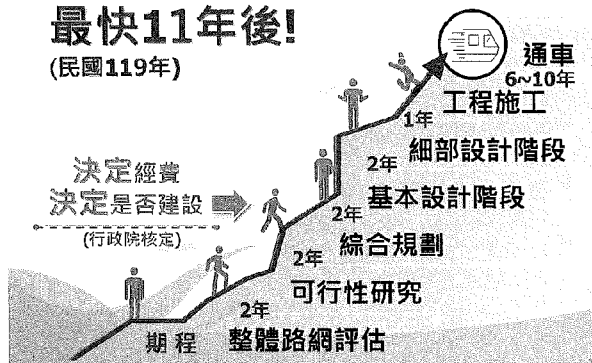 最快11年後!
(民國119年)
通車
6~10年
工程施工
1年
細部設計階段
2年
基本設計階段
2年
綜合規劃
2年
可行性研究
2年
整體路網評估
期程
決定經費
決定是否建設
(行政院核定)